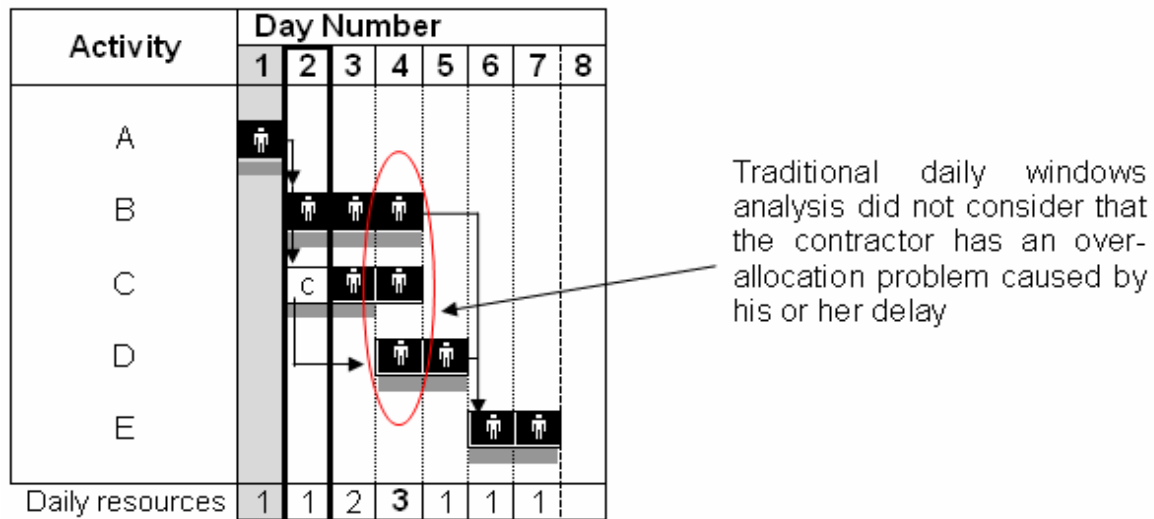 Activity
Day Number
1 2 3 4 5 6 7 8
A
B
C
C
D
E
Daily resources 1 1 2 3 1 1 1
Traditional daily windows
analysis did not consider that
the contractor has an over-
allocation problem caused by
his or her delay